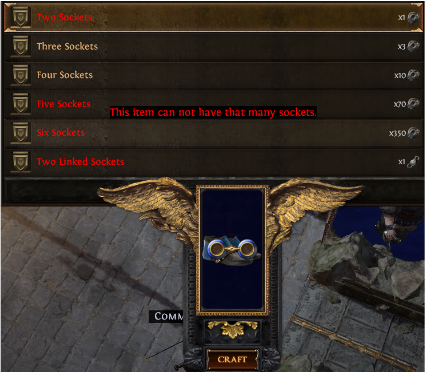 Two Sockets x1
Three Sockets x3
Four Sockets x10
Five Sockets x70
This item can not have that many sockets.
Six Sockets x350
Two Linked Sockets x1
COMM
CRAFT